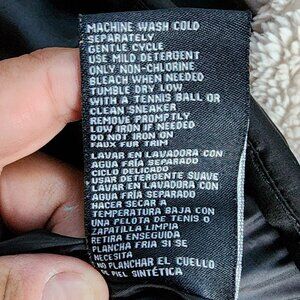 MACHINE WASH COLD
SEPARATELY
GENTLE CYCLE
USE MILD DETERGENT
ONLY NON-CHLORINE
BLEACH WHEN NEEDED
TUMBLE DRY LOW
WITH A TENNIS BALL OR
CLEAN SNEAKER
REMOVE PROMPTLY
LOW IRON IF NEEDED
DO NOT IRON ON
FAUX FUR TRIM
LAVAR EN LAVADORA CON
AGUA FRÍA SEPARADO
CICLO DELICADO
USAR DETERGENTE SUAVE
LAVAR EN LAVADORA CON
AGUA FRÍA SEPARADO
HACER SECAR A
TEMPERATURA BAJA CON
UNA PELOTA DE TENIS O
ZAPATILLA LIMPIA
RETIRA ENSEGUIDA
PLANCHA FRIA SI SE
NECESITA
NO PLANCHAR EL CUELLO
DE PIEL SINTÉTICA